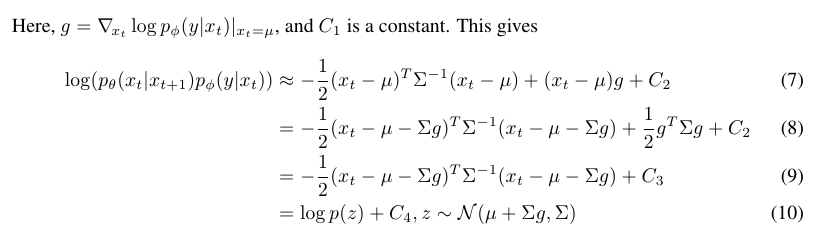 Here, $g = \nabla_{x_t} \log p_\phi(y|x_t)|_{x_t=\mu}$, and $C_1$ is a constant. This gives
$\log(p_\theta(x_t|x_{t+1})p_\phi(y|x_t)) \approx -\frac{1}{2}(x_t - \mu)^T \Sigma^{-1}(x_t - \mu) + (x_t - \mu)g + C_2$ (7)
$= -\frac{1}{2}(x_t - \mu - \Sigma g)^T \Sigma^{-1}(x_t - \mu - \Sigma g) + \frac{1}{2}g^T \Sigma g + C_2$ (8)
$= -\frac{1}{2}(x_t - \mu - \Sigma g)^T \Sigma^{-1}(x_t - \mu - \Sigma g) + C_3$ (9)
$= \log p(z) + C_4, z \sim \mathcal{N}(\mu + \Sigma g, \Sigma)$ (10)